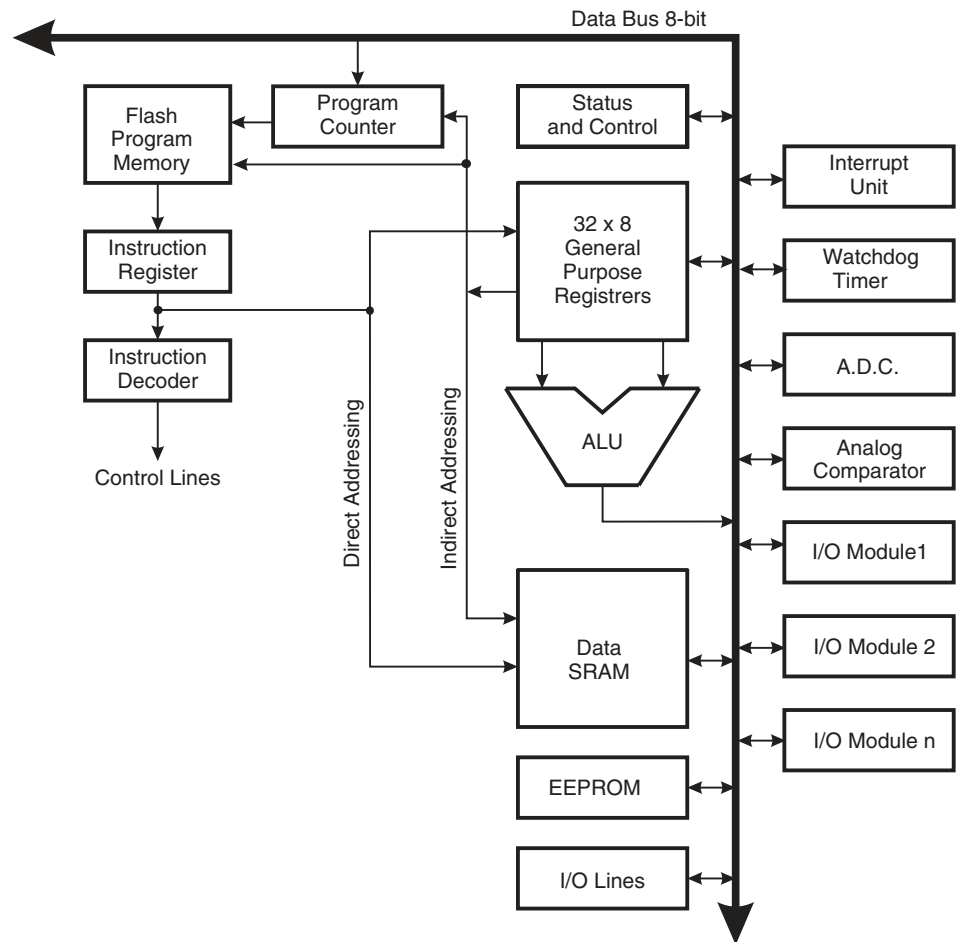 Data Bus 8-bit
Flash
Program
Memory
Program
Counter
Status
and Control
Interrupt
Unit
32 x 8
General
Purpose
Registrers
Instruction
Register
Watchdog
Timer
Instruction
Decoder
A.D.C.
Direct Addressing
Indirect Addressing
ALU
Analog
Comparator
Control Lines
I/O Module1
Data
SRAM
I/O Module 2
I/O Module n
EEPROM
I/O Lines